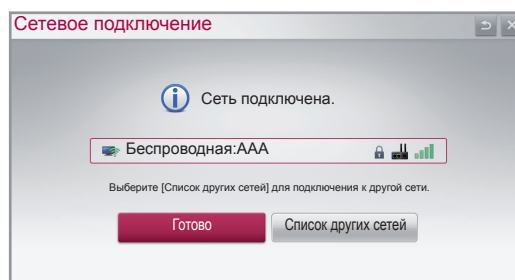 Сетевое подключение
Сеть подключена.
Беспроводная:AAA
Выберите [Список других сетей] для подключения к другой сети.
Готово
Список других сетей